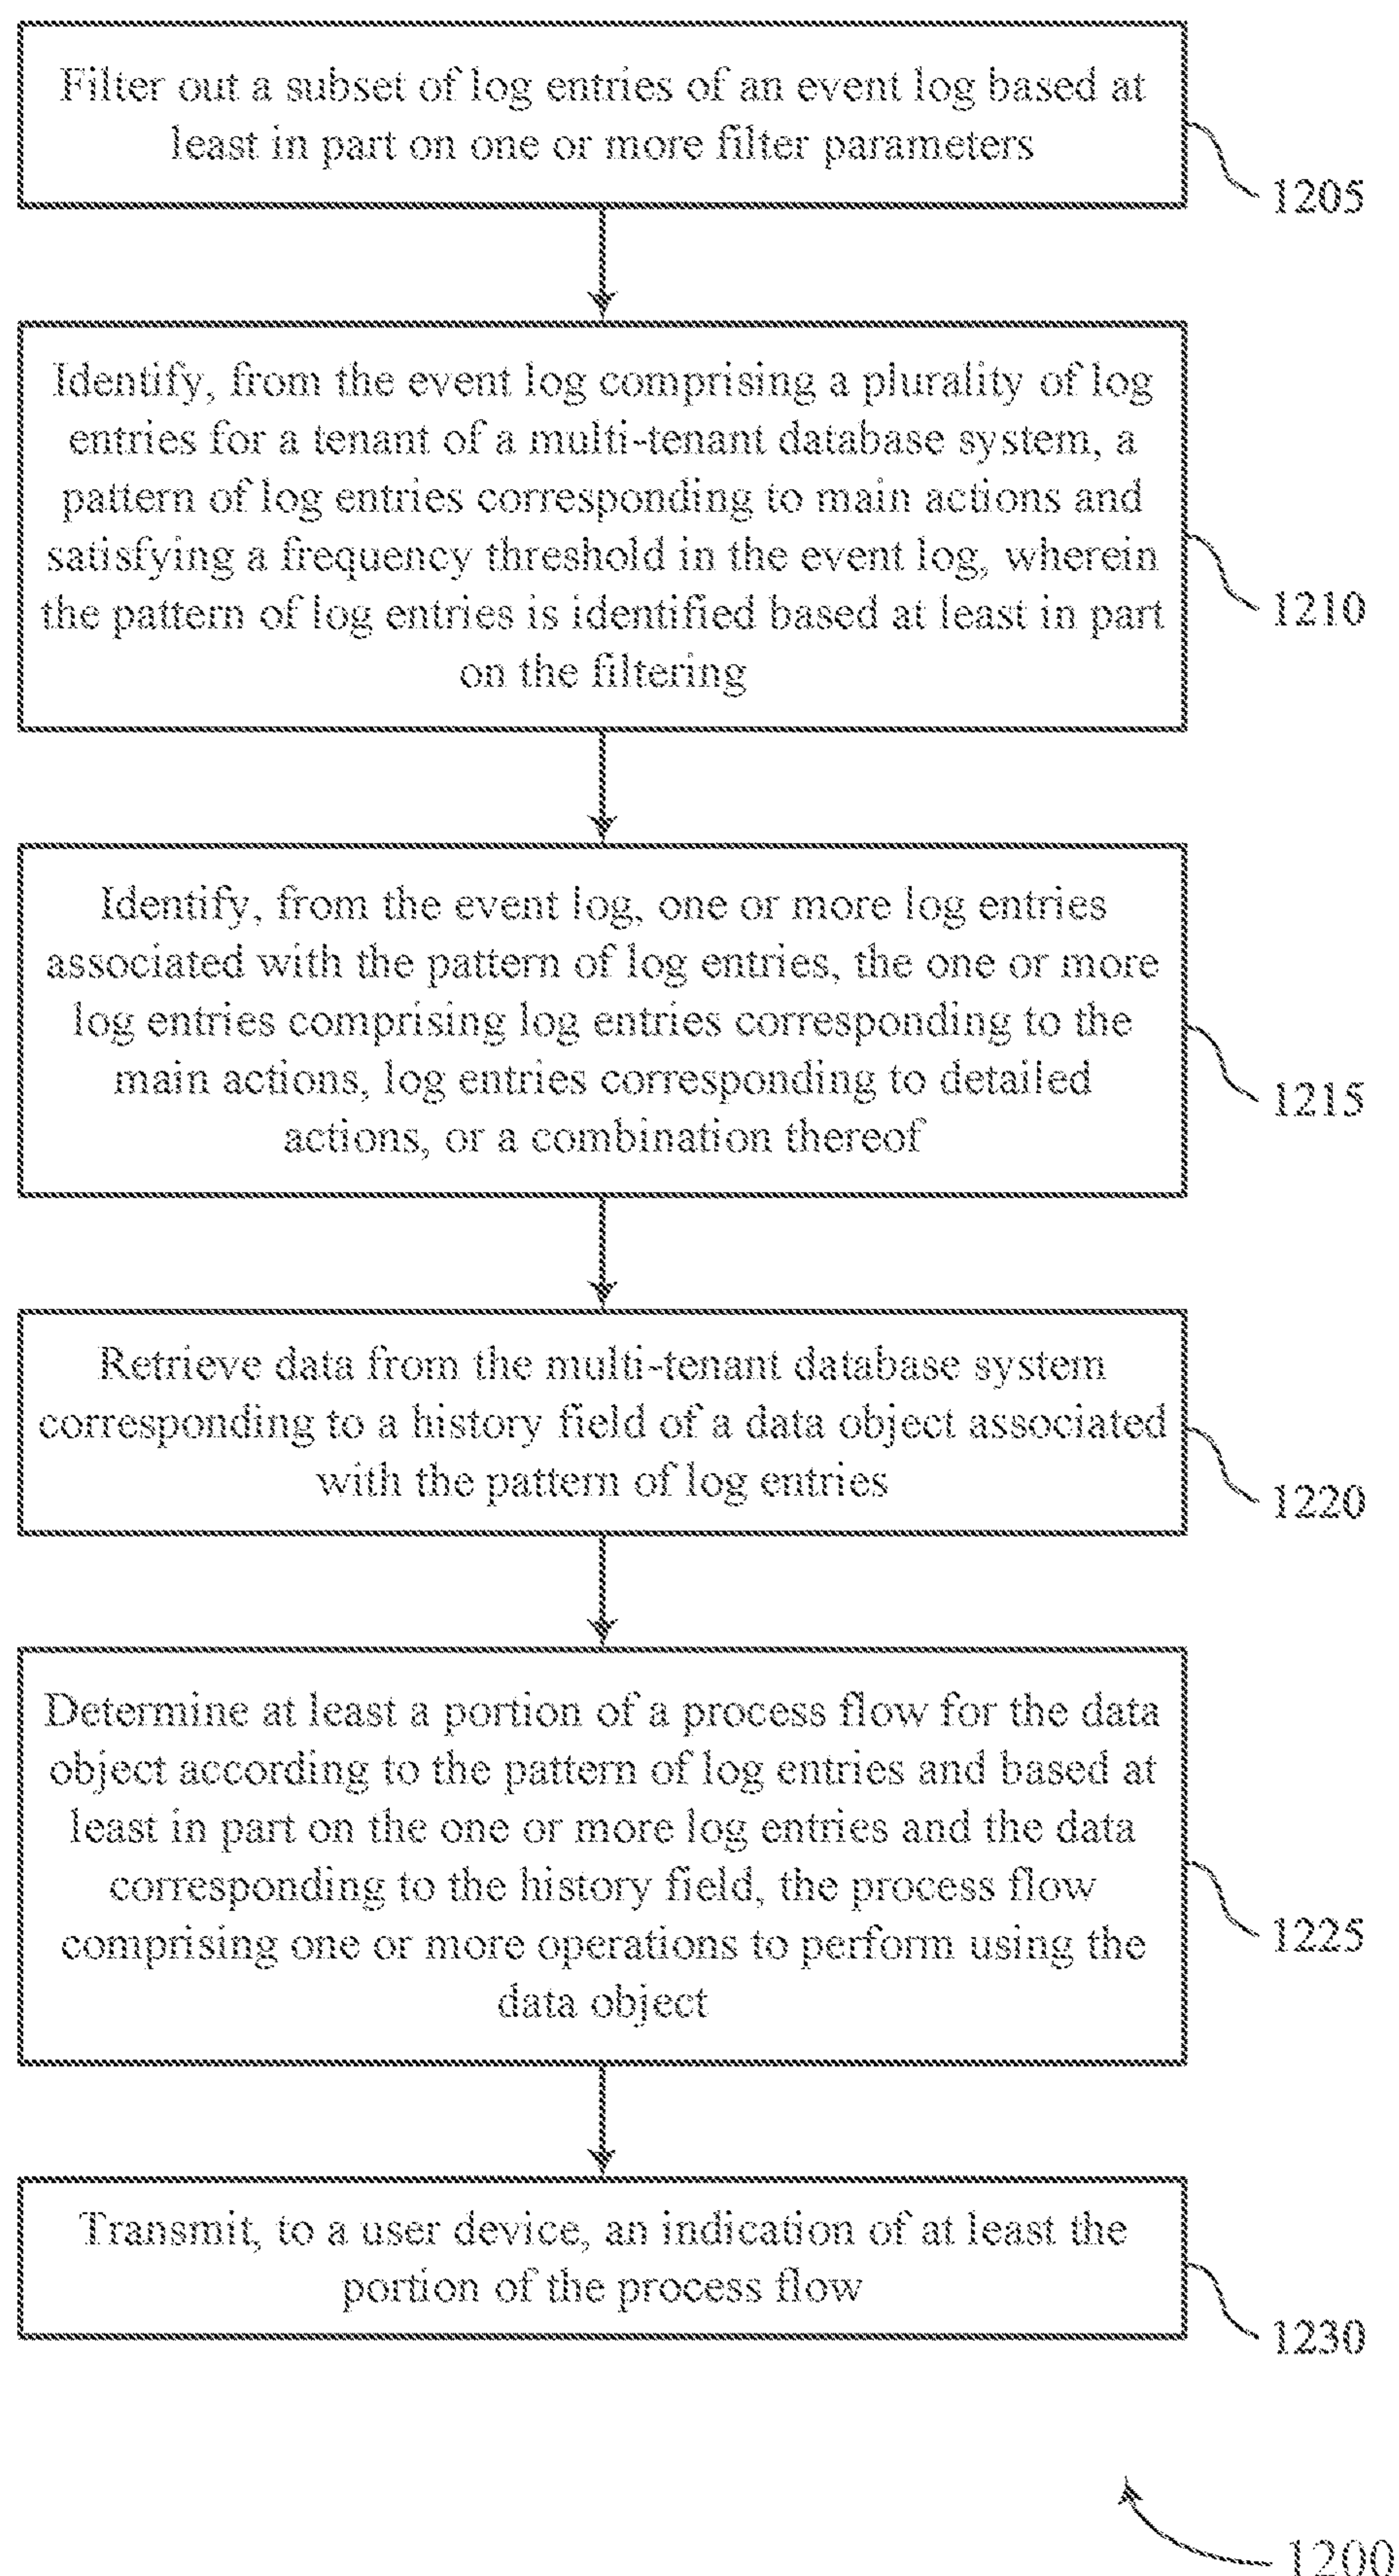 Filter out a subset of log entries of an event log based at
least in part on one or more filter parameters
1205
Identify, from the event log comprising a plurality of log
entries for a tenant of a multi-tenant database system, a
pattern of log entries corresponding to main actions and
satisfying a frequency threshold in the event log, wherein
the pattern of log entries is identified based at least in part
on the filtering
1210
Identify, from the event log, one or more log entries
associated with the pattern of log entries, the one or more
log entries comprising log entries corresponding to the
main actions, log entries corresponding to detailed
actions, or a combination thereof
1215
Retrieve data from the multi-tenant database system
corresponding to a history field of a data object associated
with the pattern of log entries
1220
Determine at least a portion of a process flow for the data
object according to the pattern of log entries and based at
least in part on the one or more log entries and the data
corresponding to the history field, the process flow
comprising one or more operations to perform using the
data object
1225
Transmit, to a user device, an indication of at least the
portion of the process flow
1230
1200